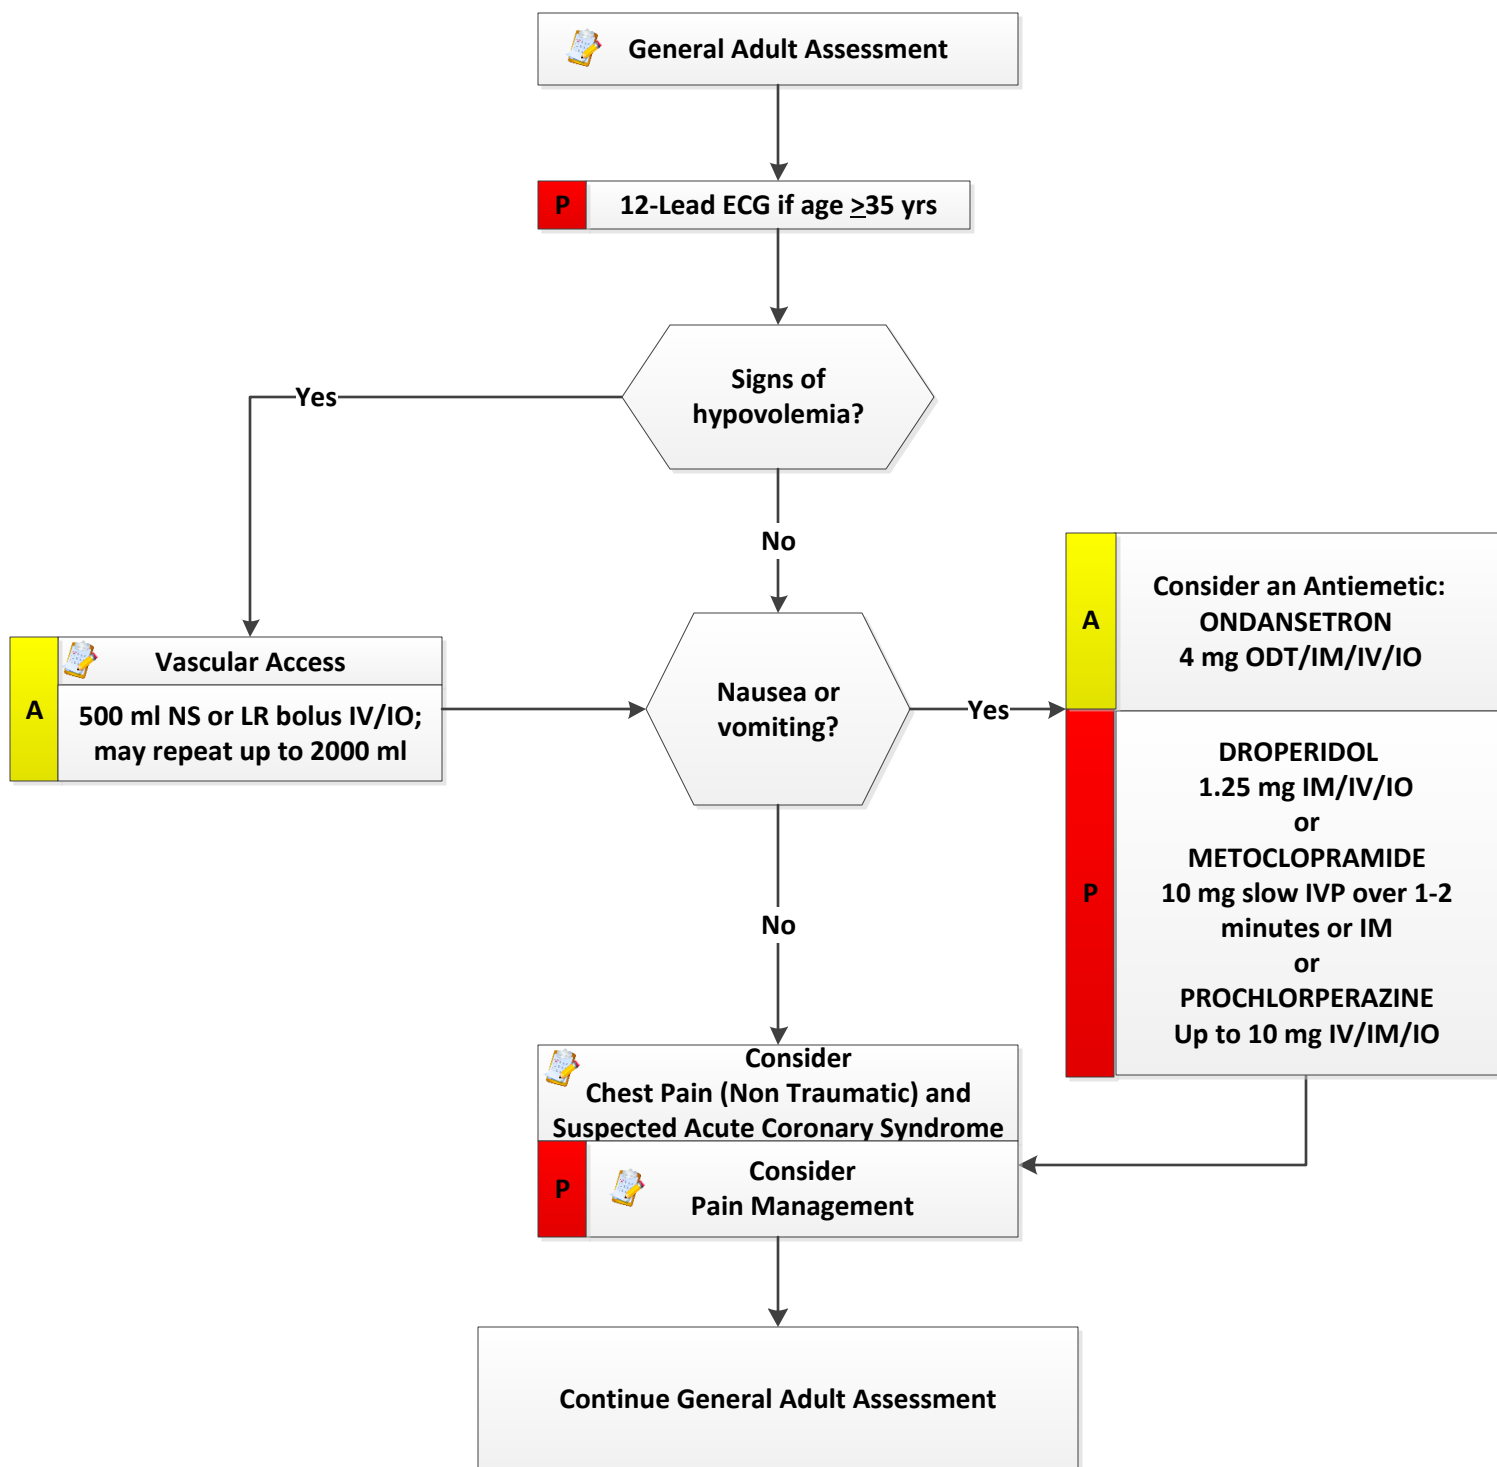 General Adult Assessment
P
12-Lead ECG if age ≥35 yrs
Signs of
hypovolemia?
Yes
No
A
Vascular Access
500 ml NS or LR bolus IV/IO;
may repeat up to 2000 ml
Nausea or
vomiting?
Yes
A
Consider an Antiemetic:
ONDANSETRON
4 mg ODT/IM/IV/IO
P
DROPERIDOL
1.25 mg IM/IV/IO
or
METOCLOPRAMIDE
10 mg slow IVP over 1-2
minutes or IM
or
PROCHLORPERAZINE
Up to 10 mg IV/IM/IO
No
Consider
Chest Pain (Non Traumatic) and
Suspected Acute Coronary Syndrome
P
Consider
Pain Management
Continue General Adult Assessment